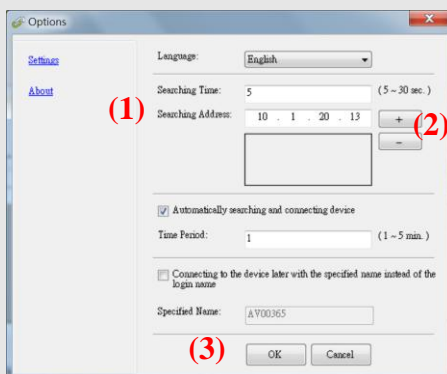 Options
Settings
About
Language: English
Searching Time: 5 (5 ~ 30 sec.)
(1) Searching Address: 10 . 1 . 20 . 13 + (2)
−
Automatically searching and connecting device
Time Period: 1 (1 ~ 5 min.)
Connecting to the device later with the specified name instead of the
login name
Specified Name: AV00365
(3) OK Cancel